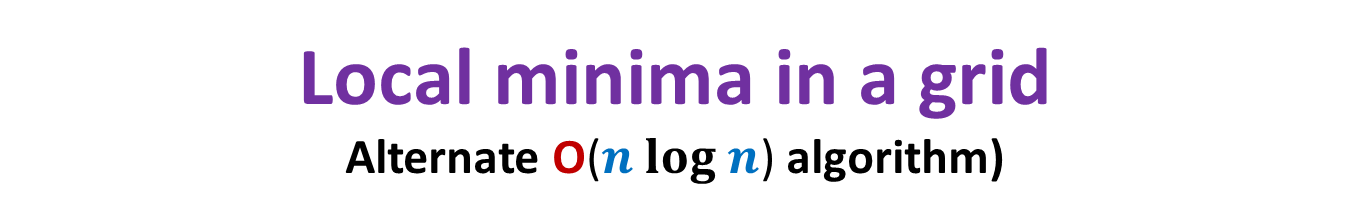 Local minima in a grid
Alternate O(n log n) algorithm)